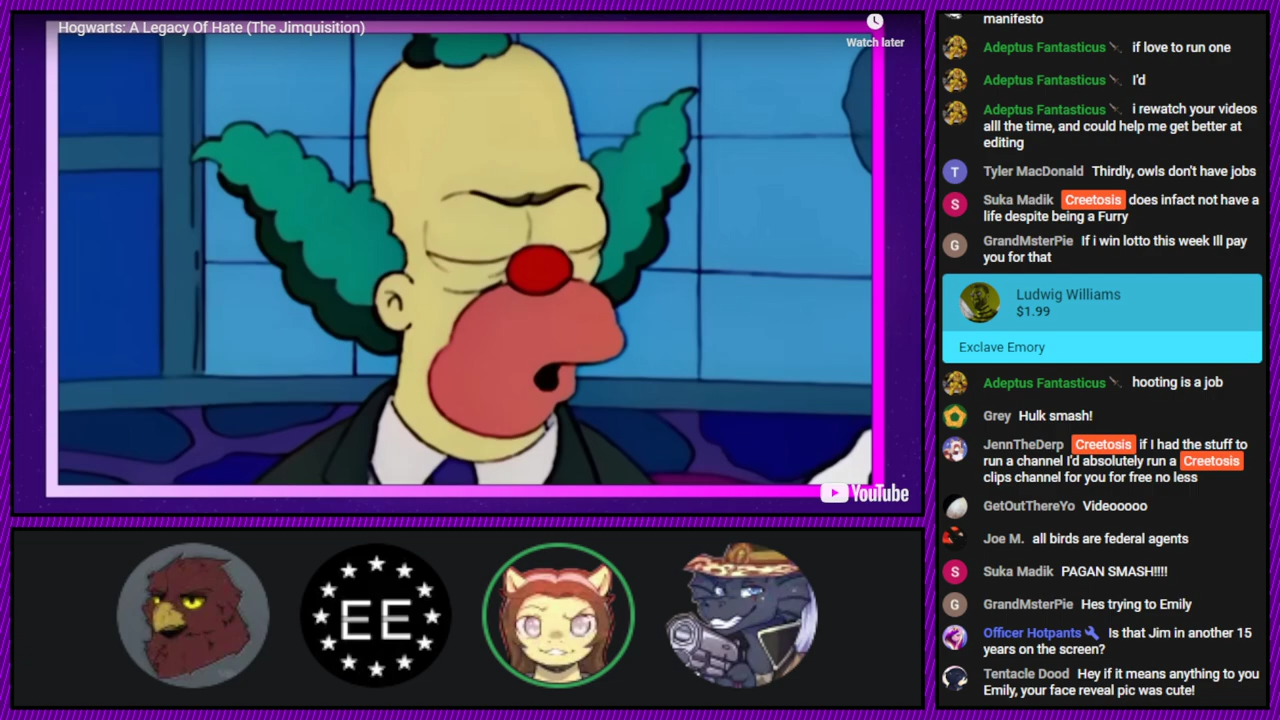 Hogwarts: A Legacy Of Hate (The Jimquisition)
Watch later
YouTube
EE
manifesto
Adeptus Fantasticus if love to run one
Adeptus Fantasticus I'd
Adeptus Fantasticus i rewatch your videos
alll the time, and could help me get better at
editing
T
Tyler MacDonald Thirdly, owls don't have jobs
S
Suka Madik Creetosis does infact not have a
life despite being a Furry
G
GrandMsterPie If i win lotto this week Ill pay
you for that
Ludwig Williams
$1.99
Exclave Emory
Adeptus Fantasticus hooting is a job
Grey Hulk smash!
JennTheDerp Creetosis if I had the stuff to
run a channel I'd absolutely run a Creetosis
clips channel for you for free no less
GetOutThereYo Videooooo
Joe M. all birds are federal agents
S
Suka Madik PAGAN SMASH!!!!
G
GrandMsterPie Hes trying to Emily
Officer Hotpants Is that Jim in another 15
years on the screen?
Tentacle Dood Hey if it means anything to you
Emily, your face reveal pic was cute!